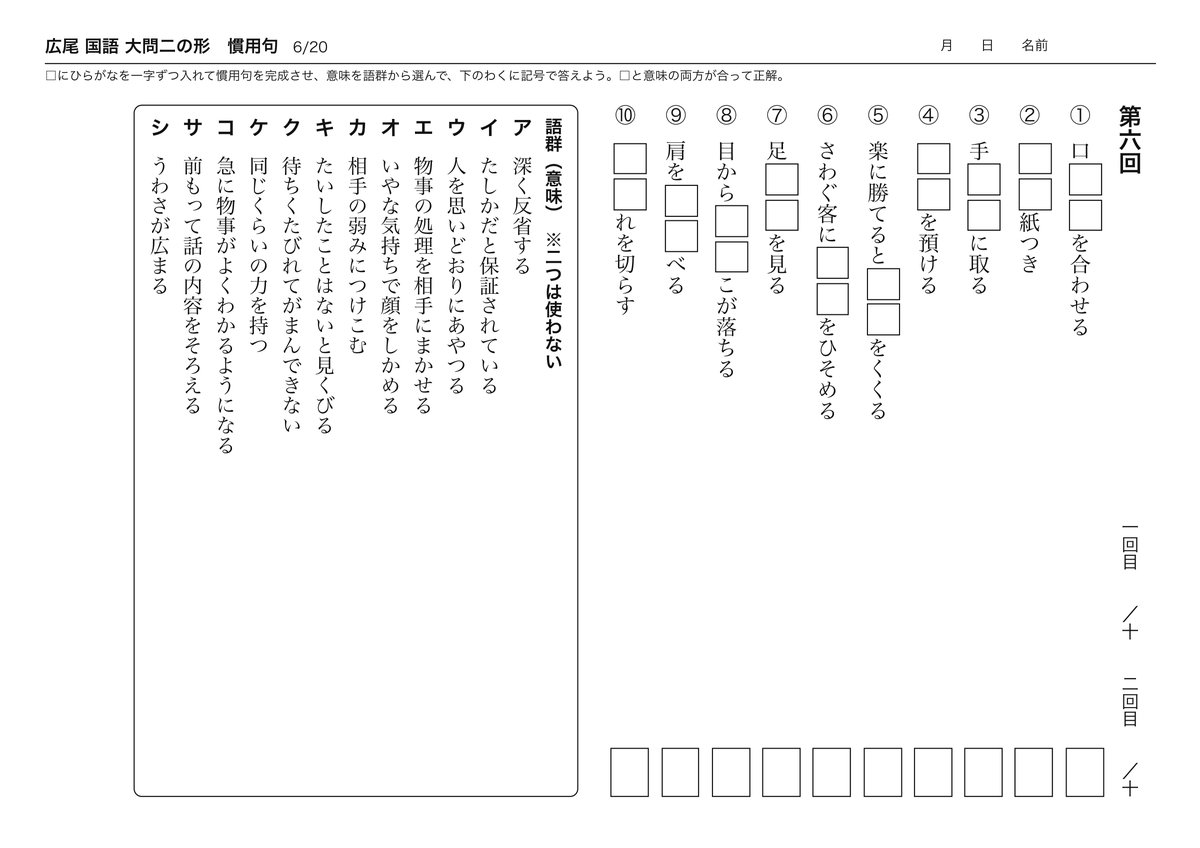 広尾 国語 大問二の形　慣用句　6/20
月　　日　　名前
□にひらがなを一字ずつ入れて慣用句を完成させ、意味を語群から選んで、下のわくに記号で答えよう。□と意味の両方が合って正解。
第六回　一回目　／十　二回目　／十
① 口□□を合わせる
② □□紙つき
③ 手□□に取る
④ □□を預ける
⑤ 楽に勝てると□□をくくる
⑥ さわぐ客に□□をひそめる
⑦ 足□□を見る
⑧ 目から□□こが落ちる
⑨ 肩を□□べる
⑩ □□れを切らす
語群（意味）　※二つは使わない
ア　深く反省する
イ　たしかだと保証されている
ウ　人を思いどおりにあやつる
エ　物事の処理を相手にまかせる
オ　いやな気持ちで顔をしかめる
カ　相手の弱みにつけこむ
キ　たいしたことはないと見くびる
ク　待ちくたびれてがまんできない
ケ　同じくらいの力を持つ
コ　急に物事がよくわかるようになる
サ　前もって話の内容をそろえる
シ　うわさが広まる